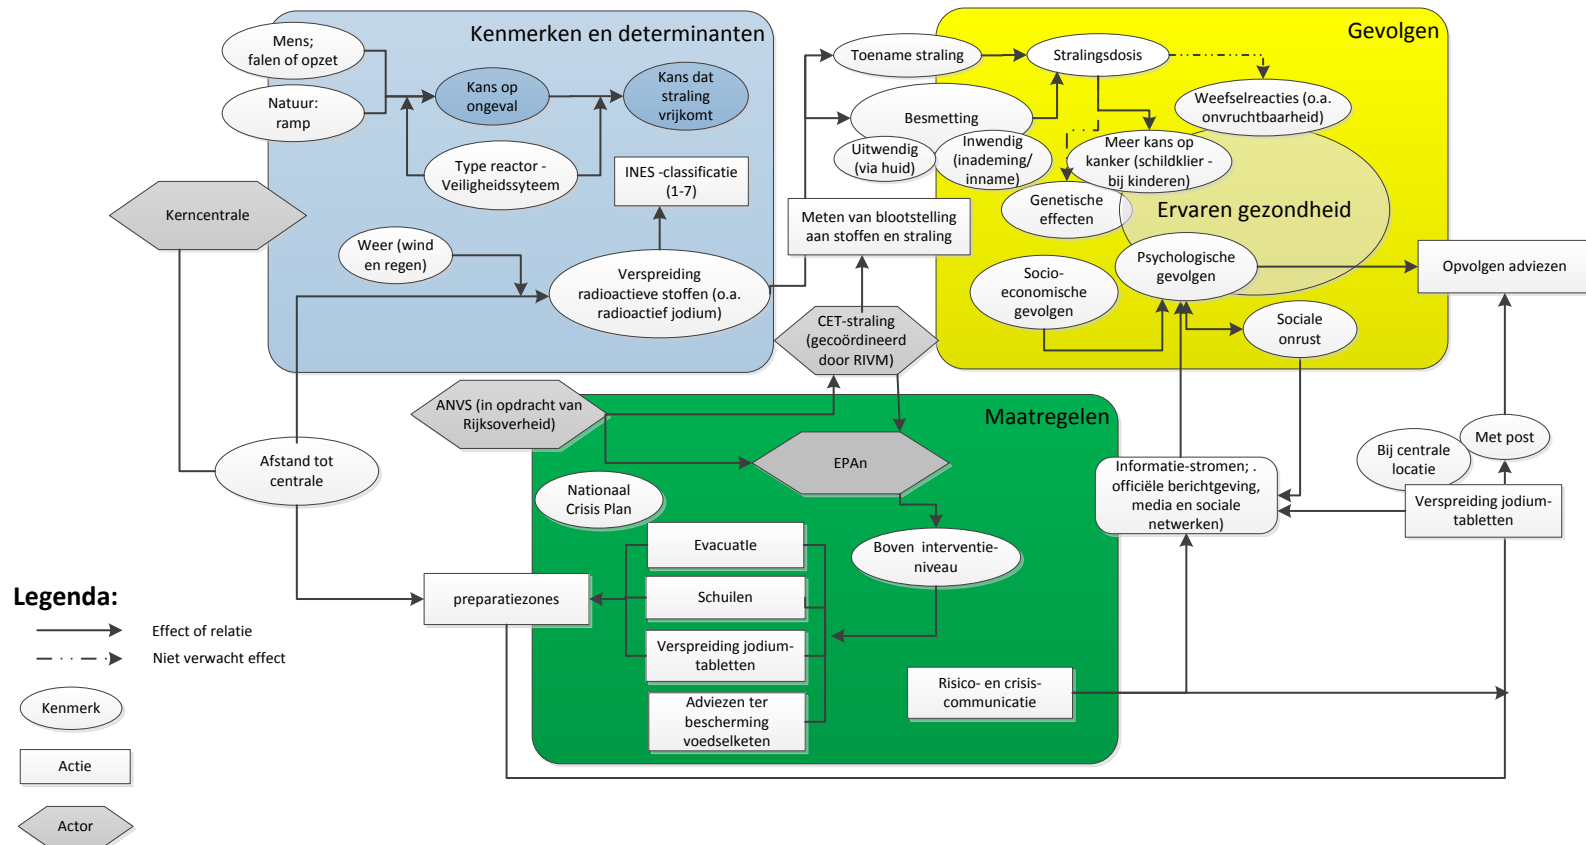 Kenmerken en determinanten
Mens;
falen of opzet
Natuur:
ramp
Kans op
ongeval
Kans dat
straling
vrijkomt
Type reactor -
Veiligheidssyteem
INES -classificatie
(1-7)
Kerncentrale
Weer (wind
en regen)
Verspreiding
radioactieve stoffen (o.a.
radioactief jodium)
Afstand tot
centrale
Gevolgen
Toename straling
Stralingsdosis
Weefselreacties (o.a.
onvruchtbaarheid)
Besmetting
Uitwendig
(via huid)
Inwendig
(inademing/
inname)
Meer kans op
kanker (schildklier -
bij kinderen)
Genetische
effecten
Ervaren gezondheid
Meten van blootstelling
aan stoffen en straling
Psychologische
gevolgen
Socio-
economische
gevolgen
Sociale
onrust
Opvolgen adviezen
CET-straling
(gecoördineerd
door RIVM)
ANVS (in opdracht van
Rijksoverheid)
Maatregelen
EPAn
Nationaal
Crisis Plan
Boven interventie-
niveau
Evacuatle
Schuilen
Verspreiding jodium-
tabletten
Adviezen ter
bescherming
voedselketen
preparatiezones
Risico- en crisis-
communicatie
Informatie-stromen; .
officiële berichtgeving,
media en sociale
netwerken)
Bij centrale
locatie
Met post
Verspreiding jodium-
tabletten
Legenda:
Effect of relatie
Niet verwacht effect
Kenmerk
Actie
Actor